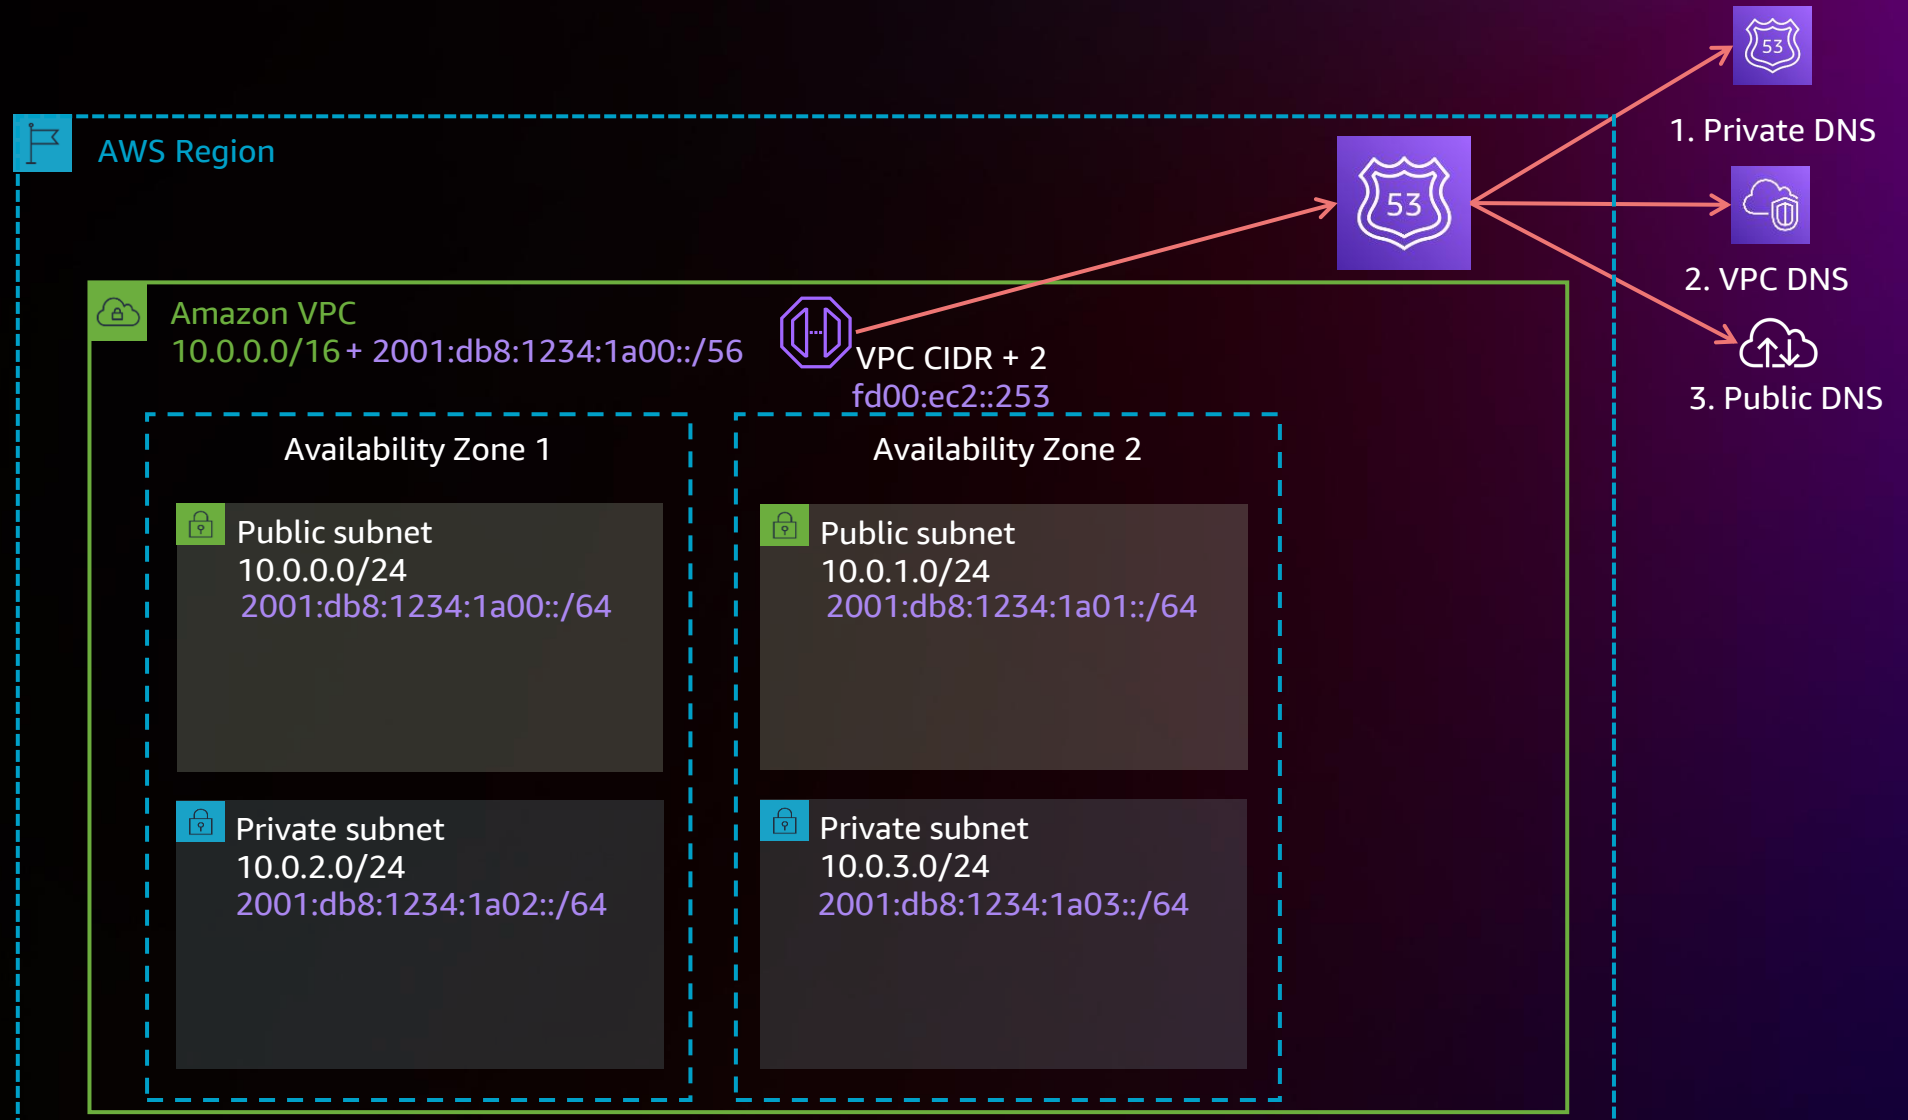 53
1. Private DNS
AWS Region
53
2. VPC DNS
Amazon VPC
10.0.0.0/16 + 2001:db8:1234:1a00::/56
VPC CIDR + 2
fd00:ec2::253
3. Public DNS
Availability Zone 1
Public subnet
10.0.0.0/24
2001:db8:1234:1a00::/64
Private subnet
10.0.2.0/24
2001:db8:1234:1a02::/64
Availability Zone 2
Public subnet
10.0.1.0/24
2001:db8:1234:1a01::/64
Private subnet
10.0.3.0/24
2001:db8:1234:1a03::/64